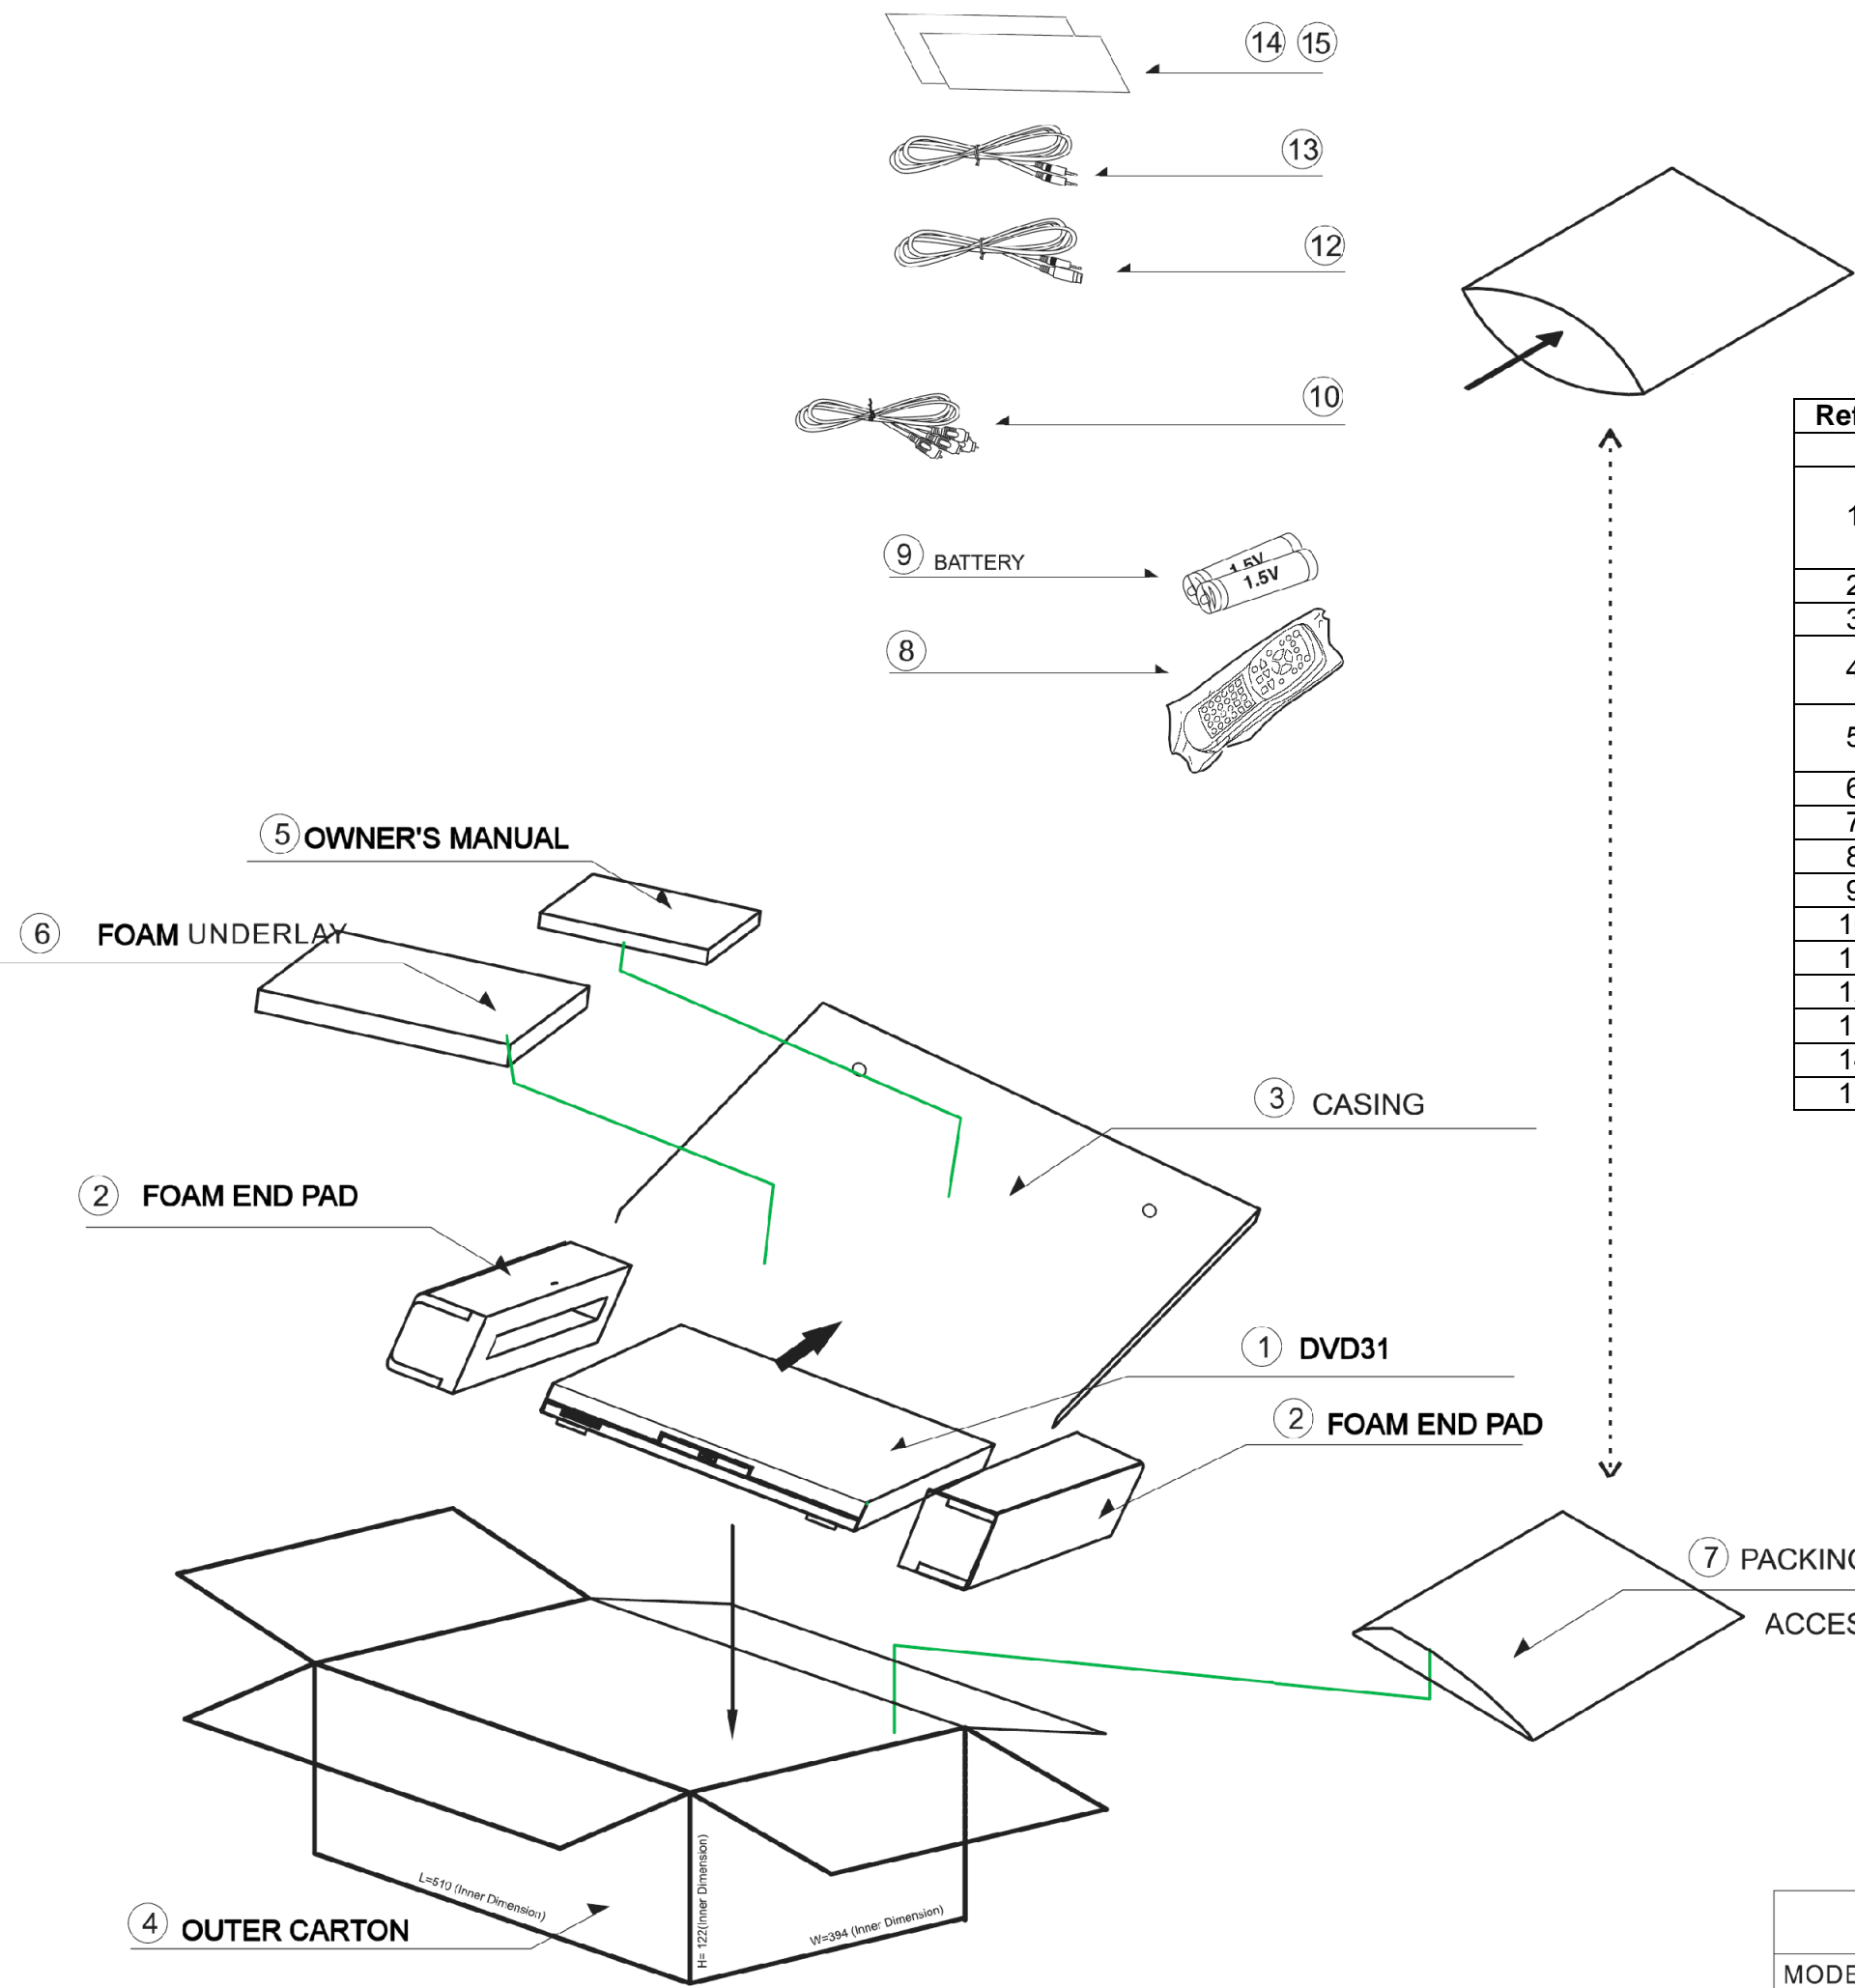 14 15
13
12
10
9 BATTERY
1.5V
1.5V
8
5 OWNER'S MANUAL
6 FOAM UNDERLAY
3 CASING
2 FOAM END PAD
1 DVD31
2 FOAM END PAD
7 PACKING
ACCES
L=510 (Inner Dimension)
H= 122(Inner Dimension)
W=394 (Inner Dimension)
4 OUTER CARTON
Ref
1
2
3
4
5
6
7
8
9
1
1
1
1
14
1
MODE